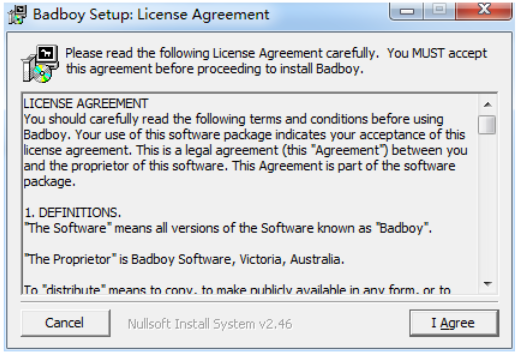 Badboy Setup: License Agreement
Please read the following License Agreement carefully. You MUST accept
this agreement before proceeding to install Badboy.
LICENSE AGREEMENT
You should carefully read the following terms and conditions before using
Badboy. Your use of this software package indicates your acceptance of this
license agreement. This is a legal agreement (this "Agreement") between you
and the proprietor of this software. This Agreement is part of the software
package.
1. DEFINITIONS.
"The Software" means all versions of the Software known as "Badboy".
"The Proprietor" is Badboy Software, Victoria, Australia.
To "distribute" means to copy, to make publicly available in any form, or to
Cancel
Nullsoft Install System v2.46
I Agree